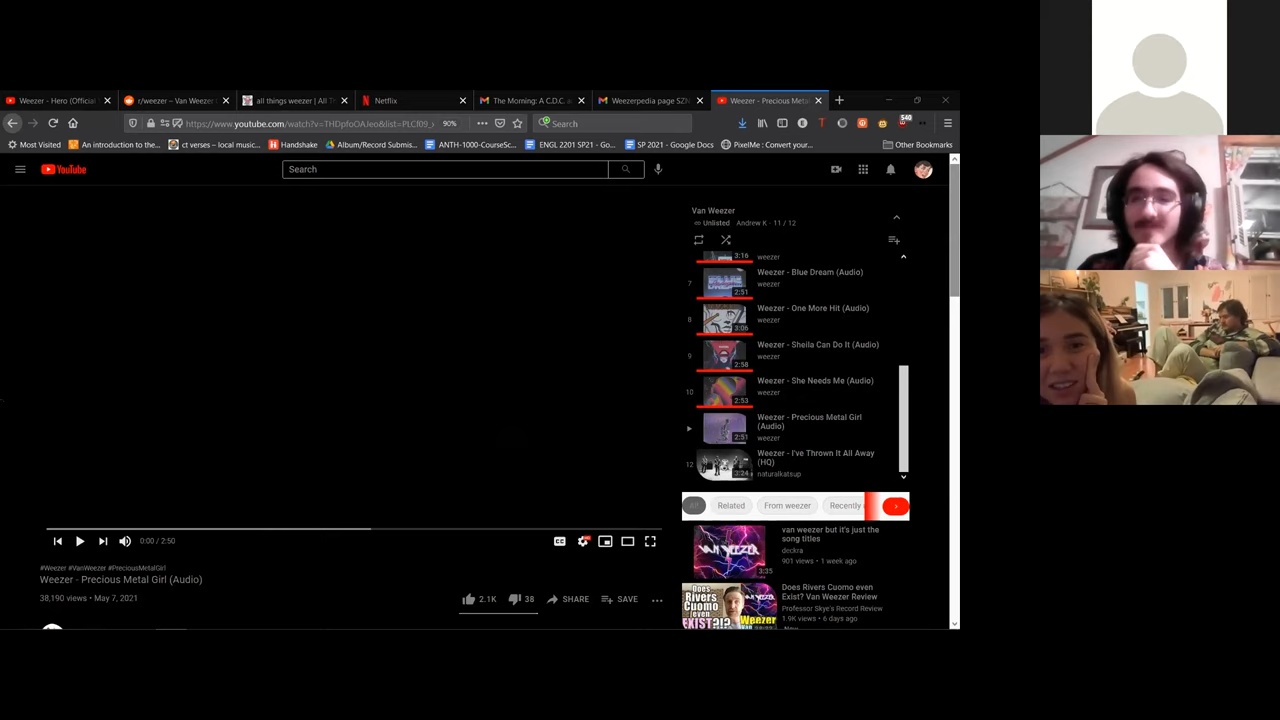 Weezer - Hero (Official
r/weezer – Van Weezer
all things weezer | All T
Netflix
The Morning: A C.D.C. a
Weezerpedia page SZN
Weezer - Precious Meta
https://www.youtube.com/watch?v=THDpfoOAJeo&list=PLCf09_
90%
Search
540
Most Visited
An introduction to the...
ct verses – local music...
Handshake
Album/Record Submis...
ANTH-1000-CourseSc...
ENGL 2201 SP21 - Go...
SP 2021 - Google Docs
PixelMe : Convert your...
Other Bookmarks
YouTube
Search
Van Weezer
Unlisted Andrew K - 11 / 12
3:16
weezer
7
Weezer - Blue Dream (Audio)
weezer
2:51
8
Weezer - One More Hit (Audio)
weezer
3:06
9
Weezer - Sheila Can Do It (Audio)
weezer
2:58
10
Weezer - She Needs Me (Audio)
weezer
2:53
Weezer - Precious Metal Girl
(Audio)
weezer
2:51
12
Weezer - I've Thrown It All Away
(HQ)
naturalkatsup
3:24
All
Related
From weezer
Recently
VAN WEEZER
3:35
van weezer but it's just the
song titles
deckra
901 views • 1 week ago
DOES
RIVERS
CUOMO
even
EXIST?!?
Weezer
Does Rivers Cuomo even
Exist? Van Weezer Review
Professor Skye's Record Review
1.9K views • 6 days ago
New
0:00 / 2:50
#Weezer #VanWeezer #PreciousMetalGirl
Weezer - Precious Metal Girl (Audio)
38,190 views • May 7, 2021
2.1K
38
SHARE
SAVE